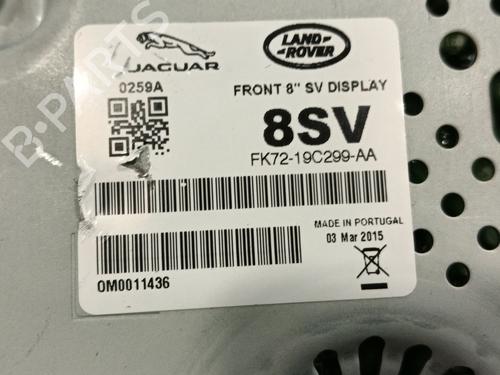 JAGUAR
LAND-
-ROVER
0259A
FRONT 8" SV DISPLAY
8SV
FK72-19C299-AA
MADE IN PORTUGAL
03 Mar 2015
OM0011436
B-PARTS